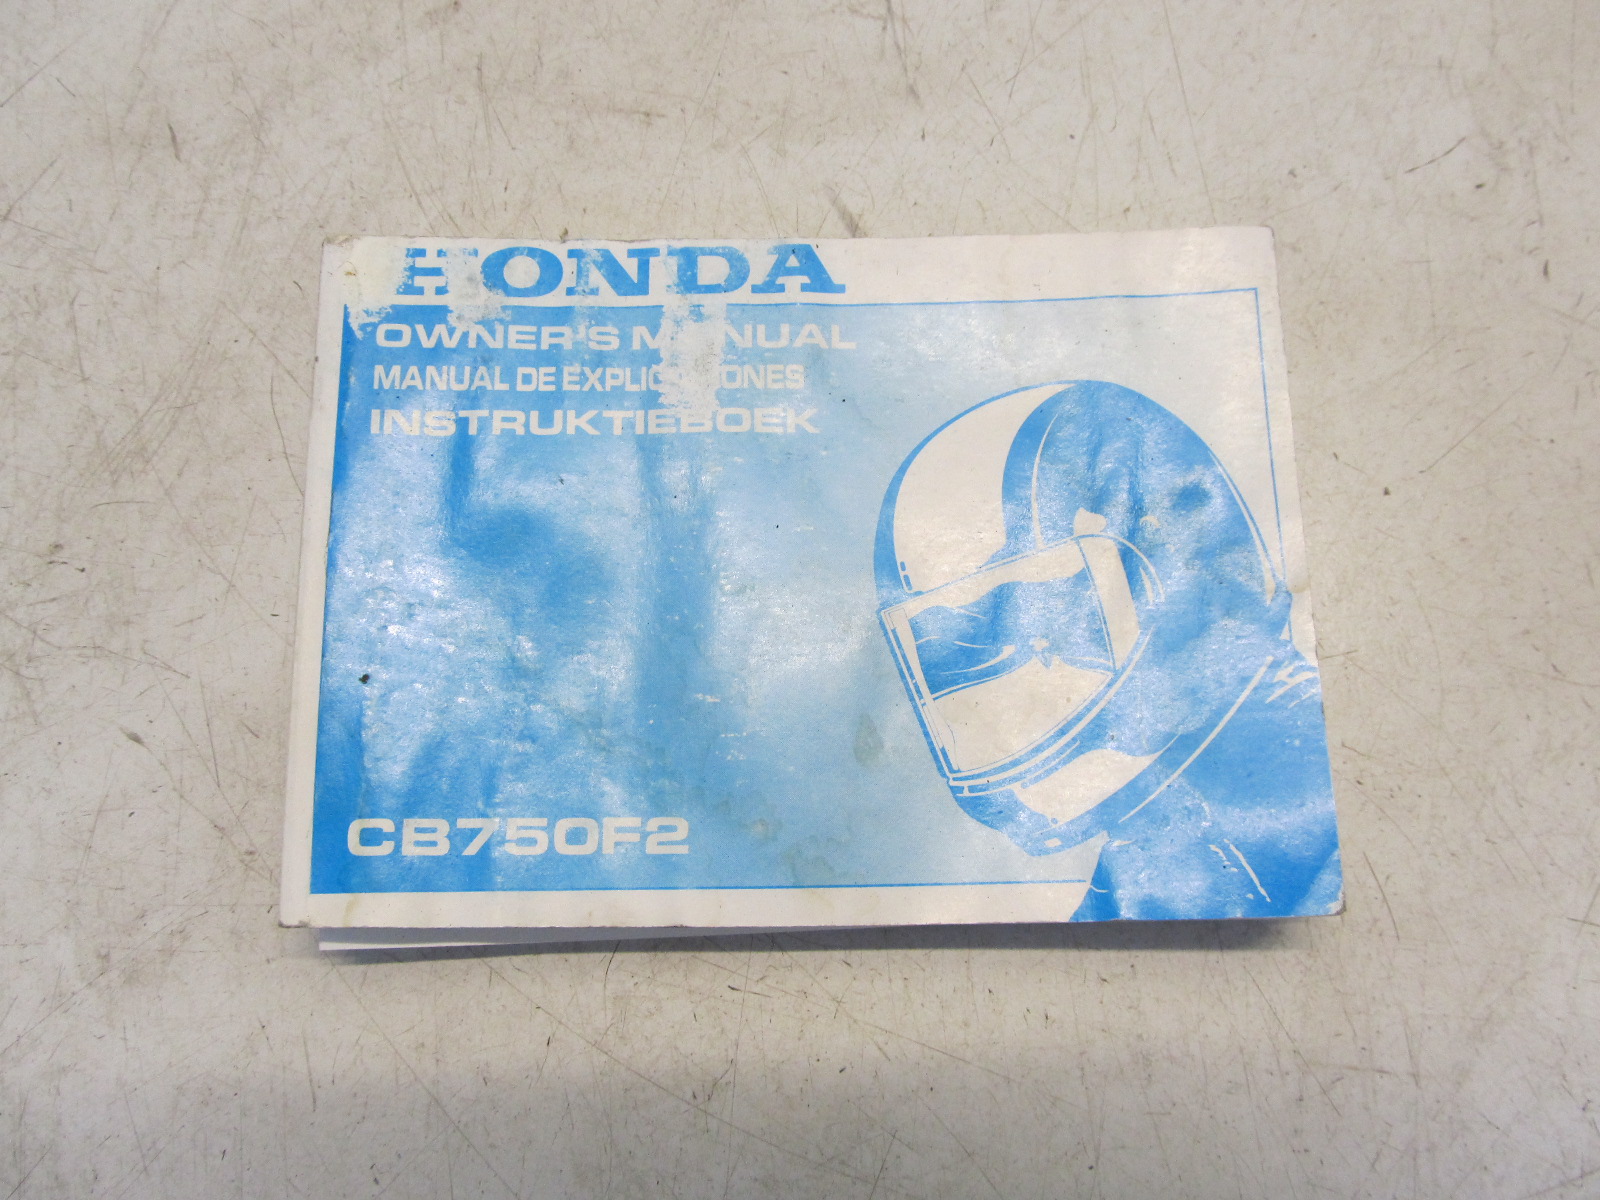 HONDA
OWNER'S MANUAL
MANUAL DE EXPLICACIONES
INSTRUKTIEBOEK
CB750F2